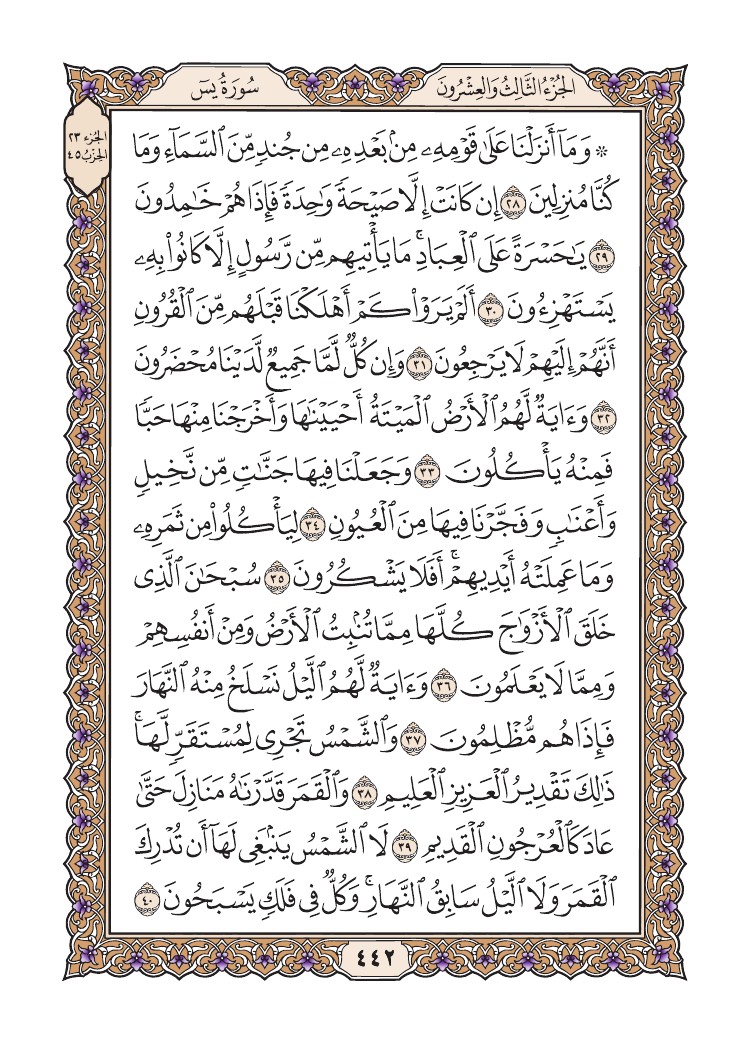 الجُزْءُ الثَّالِثُ وَالعِشْرُونَ
سُورَةُ يسٓ
الجُزء ٢٣
الحِزْبُ ٤٥
* وَمَآ أَنزَلْنَا عَلَىٰ قَوْمِهِۦ مِنۢ بَعْدِهِۦ مِن جُندٍ مِّنَ ٱلسَّمَآءِ وَمَا
كُنَّا مُنزِلِينَ ٢٨ إِن كَانَتْ إِلَّا صَيْحَةً وَٰحِدَةً فَإِذَا هُمْ خَٰمِدُونَ
٢٩ يَٰحَسْرَةً عَلَى ٱلْعِبَادِۚ مَا يَأْتِيهِم مِّن رَّسُولٍ إِلَّا كَانُوا۟ بِهِۦ
يَسْتَهْزِءُونَ ٣٠ أَلَمْ يَرَوْا۟ كَمْ أَهْلَكْنَا قَبْلَهُم مِّنَ ٱلْقُرُونِ
أَنَّهُمْ إِلَيْهِمْ لَا يَرْجِعُونَ ٣١ وَإِن كُلٌّ لَّمَّا جَمِيعٌ لَّدَيْنَا مُحْضَرُونَ
٣٢ وَءَايَةٌ لَّهُمُ ٱلْأَرْضُ ٱلْمَيْتَةُ أَحْيَيْنَٰهَا وَأَخْرَجْنَا مِنْهَا حَبًّا
فَمِنْهُ يَأْكُلُونَ ٣٣ وَجَعَلْنَا فِيهَا جَنَّٰتٍ مِّن نَّخِيلٍ
وَأَعْنَٰبٍ وَفَجَّرْنَا فِيهَا مِنَ ٱلْعُيُونِ ٣٤ لِيَأْكُلُوا۟ مِن ثَمَرِهِۦ
وَمَا عَمِلَتْهُ أَيْدِيهِمْۚ أَفَلَا يَشْكُرُونَ ٣٥ سُبْحَٰنَ ٱلَّذِى
خَلَقَ ٱلْأَزْوَٰجَ كُلَّهَا مِمَّا تُنۢبِتُ ٱلْأَرْضُ وَمِنْ أَنفُسِهِمْ
وَمِمَّا لَا يَعْلَمُونَ ٣٦ وَءَايَةٌ لَّهُمُ ٱلَّيْلُ نَسْلَخُ مِنْهُ ٱلنَّهَارَ
فَإِذَا هُم مُّظْلِمُونَ ٣٧ وَٱلشَّمْسُ تَجْرِى لِمُسْتَقَرٍّ لَّهَاۚ
ذَٰلِكَ تَقْدِيرُ ٱلْعَزِيزِ ٱلْعَلِيمِ ٣٨ وَٱلْقَمَرَ قَدَّرْنَٰهُ مَنَازِلَ حَتَّىٰ
عَادَ كَٱلْعُرْجُونِ ٱلْقَدِيمِ ٣٩ لَا ٱلشَّمْسُ يَنۢبَغِى لَهَآ أَن تُدْرِكَ
ٱلْقَمَرَ وَلَا ٱلَّيْلُ سَابِقُ ٱلنَّهَارِۚ وَكُلٌّ فِى فَلَكٍ يَسْبَحُونَ ٤٠
٤٤٢